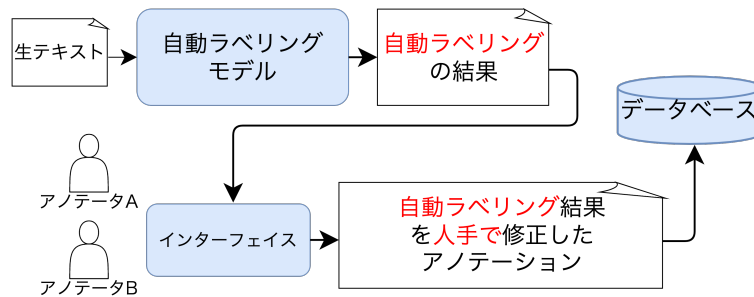 生テキスト
自動ラベリング
モデル
自動ラベリング
の結果
データベース
アノテータA
アノテータB
インターフェイス
自動ラベリング結果
を人手で修正した
アノテーション